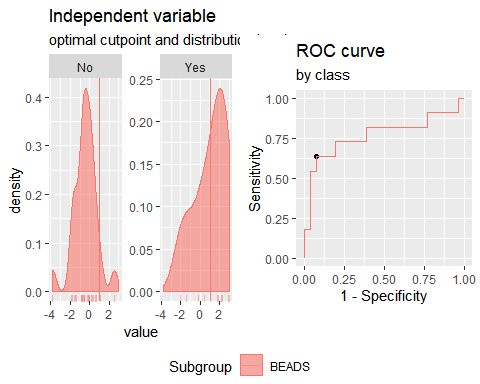 Independent variable
optimal cutpoint and distributio
No
Yes
density
0.4
0.3
0.2
0.1
0.0
0.25
0.20
0.15
0.10
0.05
0.00
-4 -2 0 2
-4 -2 0 2
value
ROC curve
by class
Sensitivity
1.00
0.75
0.50
0.25
0.00
0.00 0.25 0.50 0.75 1.00
1 - Specificity
Subgroup BEADS